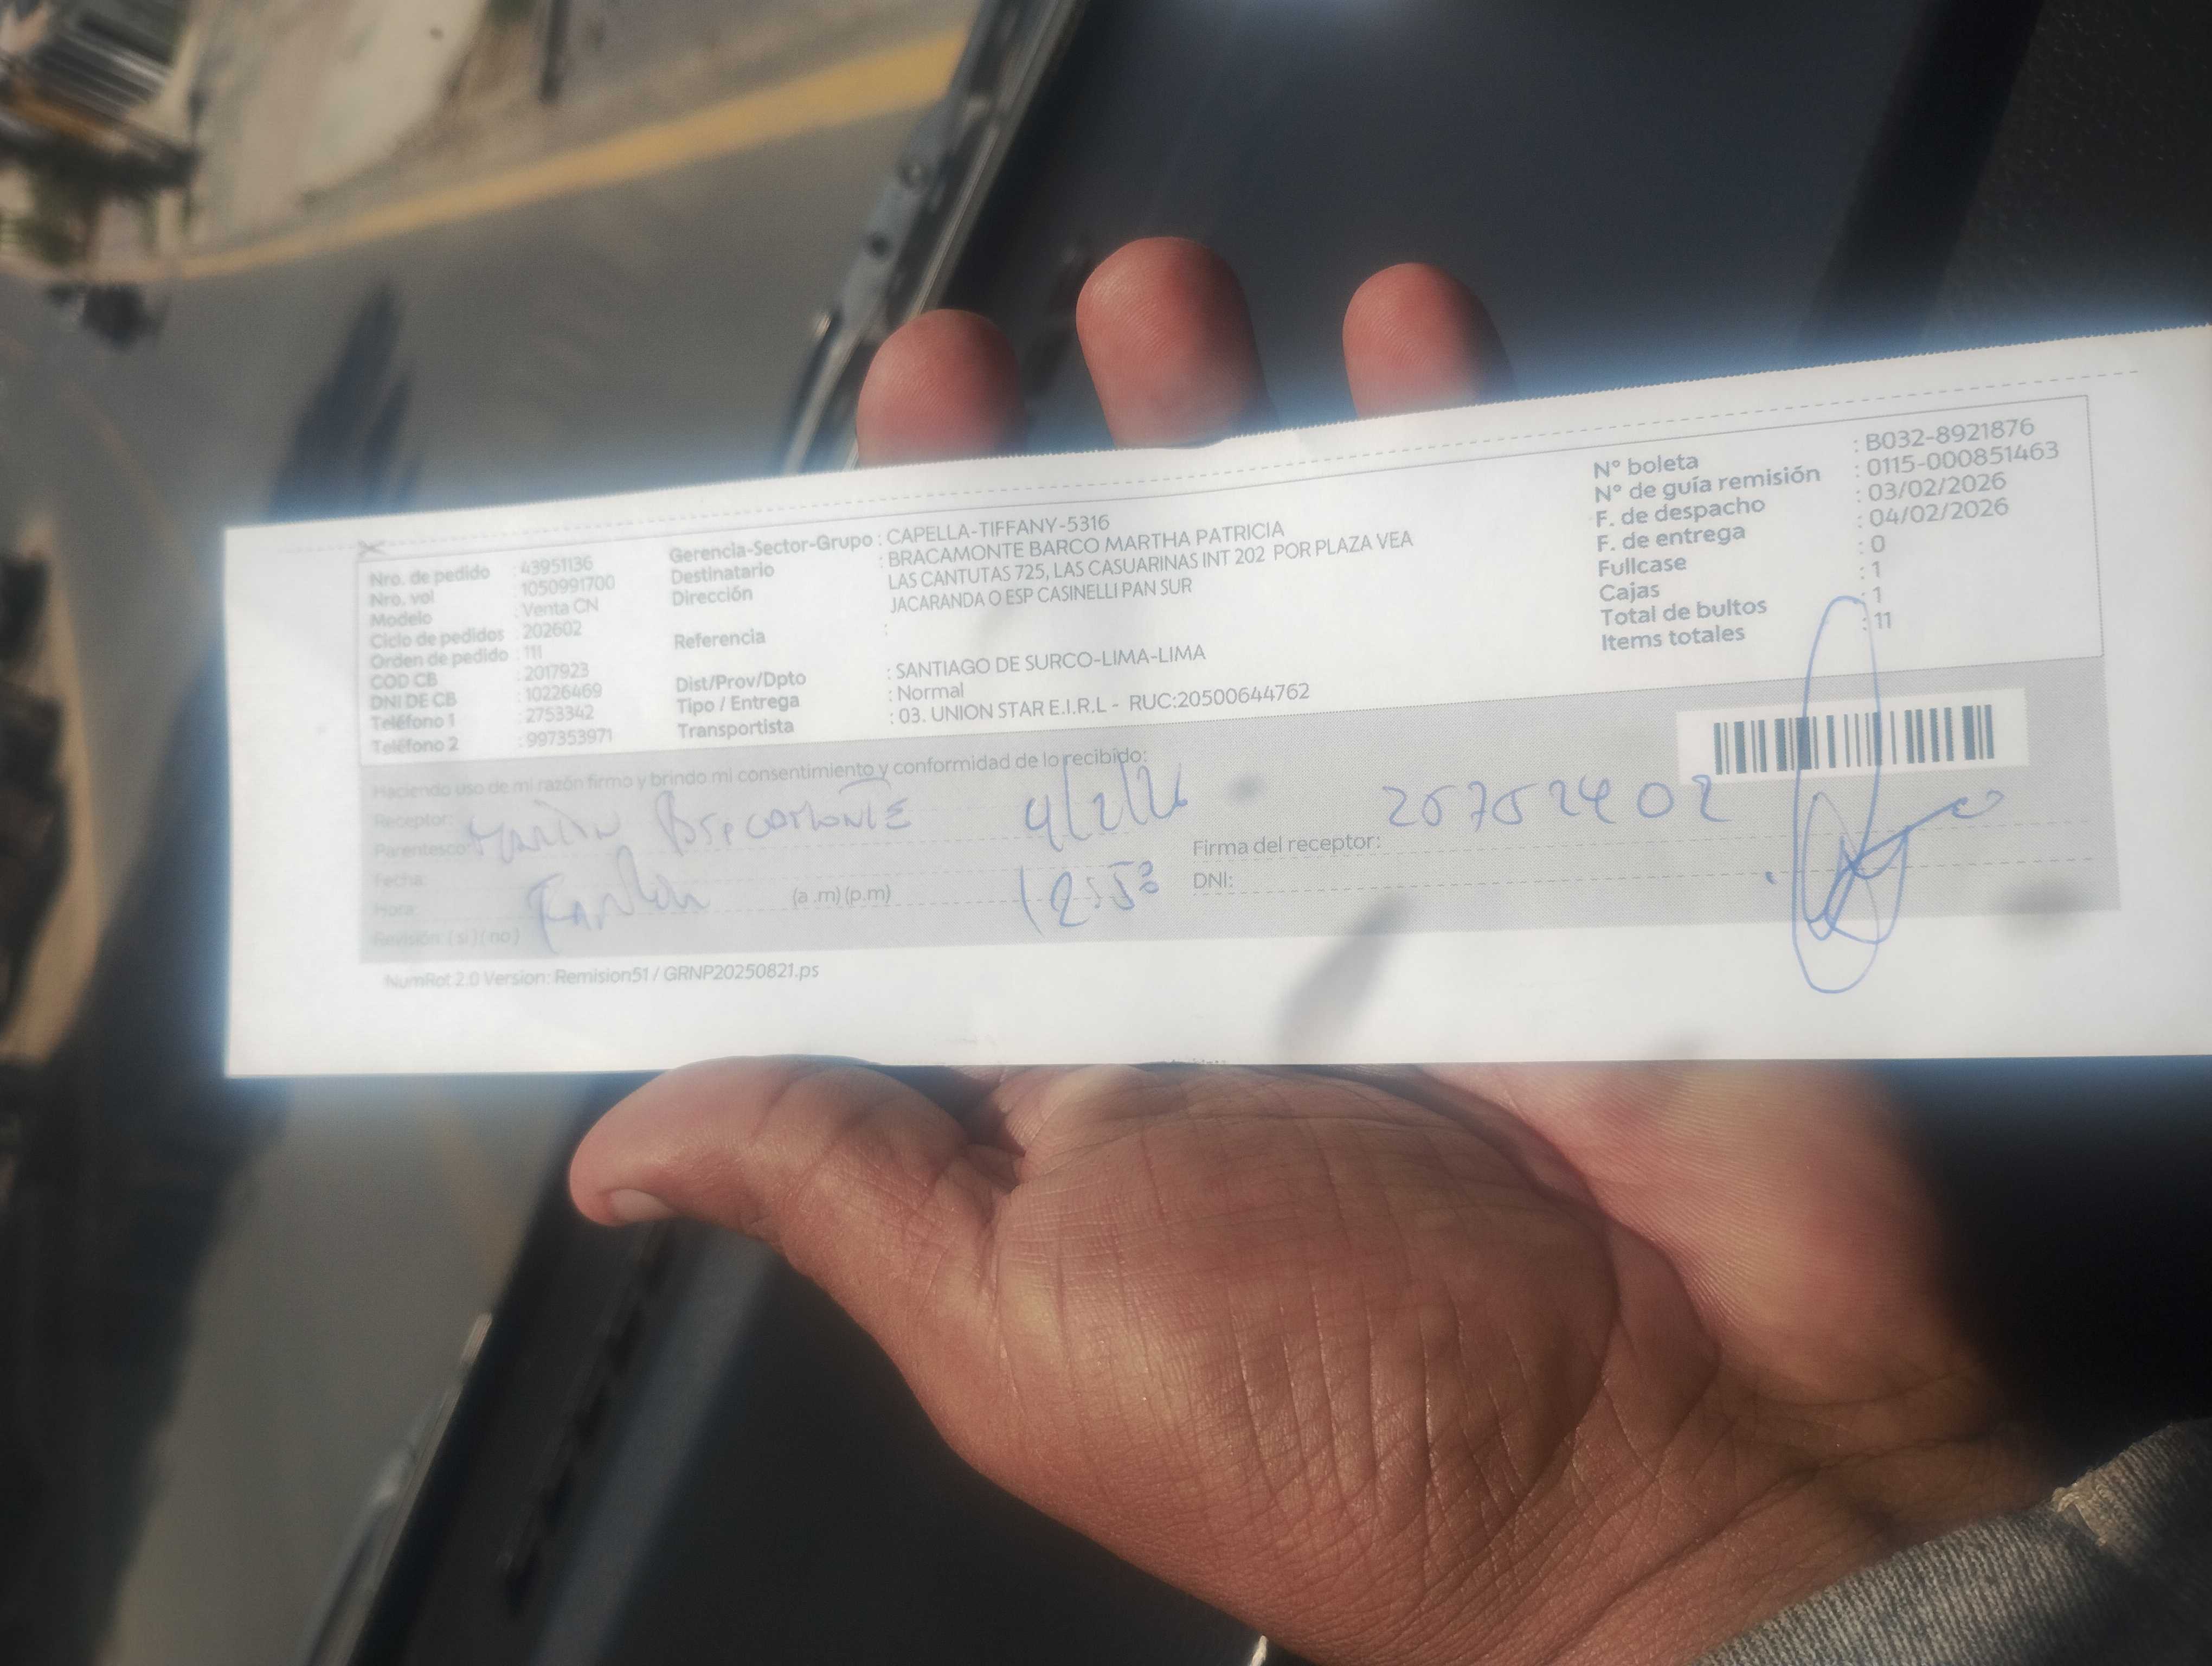 Nro. de pedido : 43951136
Nro. vol : 1050991700
Modelo : Venta CN
Ciclo de pedidos : 202602
Orden de pedido : 111
COD CB : 2017923
DNI DE CB : 10226469
Teléfono 1 : 2753342
Teléfono 2 : 997353971
Gerencia-Sector-Grupo : CAPELLA-TIFFANY-5316
Destinatario : BRACAMONTE BARCO MARTHA PATRICIA
Dirección LAS CANTUTAS 725, LAS CASUARINAS INT 202 POR PLAZA VEA
JACARANDA O ESP CASINELLI PAN SUR
Referencia :
Dist/Prov/Dpto : SANTIAGO DE SURCO-LIMA-LIMA
Tipo / Entrega : Normal
Transportista : 03. UNION STAR E.I.R.L - RUC:20500644762
N° boleta : B032-8921876
N° de guía remisión : 0115-000851463
F. de despacho : 03/02/2026
F. de entrega : 04/02/2026
Fullcase : 0
Cajas : 1
Total de bultos : 1
Items totales : 11
Haciendo uso de mi razón firmo y brindo mi consentimiento y conformidad de lo recibido:
Receptor:
Parentesco: 4/2/26
Fecha:
Hora: (a .m) (p.m) 12:53
Revisión: ( si ) ( no )
25752402
Firma del receptor:
DNI:
NumRot 2.0 Version: Remision51 / GRNP20250821.ps